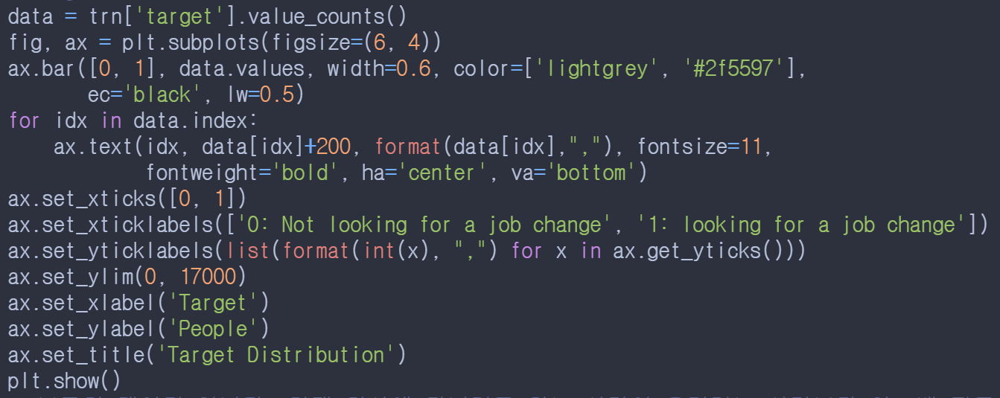 data = trn['target'].value_counts()
fig, ax = plt.subplots(figsize=(6, 4))
ax.bar([0, 1], data.values, width=0.6, color=['lightgrey', '#2f5597'],
       ec='black', lw=0.5)
for idx in data.index:
    ax.text(idx, data[idx]+200, format(data[idx],","), fontsize=11,
            fontweight='bold', ha='center', va='bottom')
ax.set_xticks([0, 1])
ax.set_xticklabels(['0: Not looking for a job change', '1: looking for a job change'])
ax.set_yticklabels(list(format(int(x), ",") for x in ax.get_yticks()))
ax.set_ylim(0, 17000)
ax.set_xlabel('Target')
ax.set_ylabel('People')
ax.set_title('Target Distribution')
plt.show()